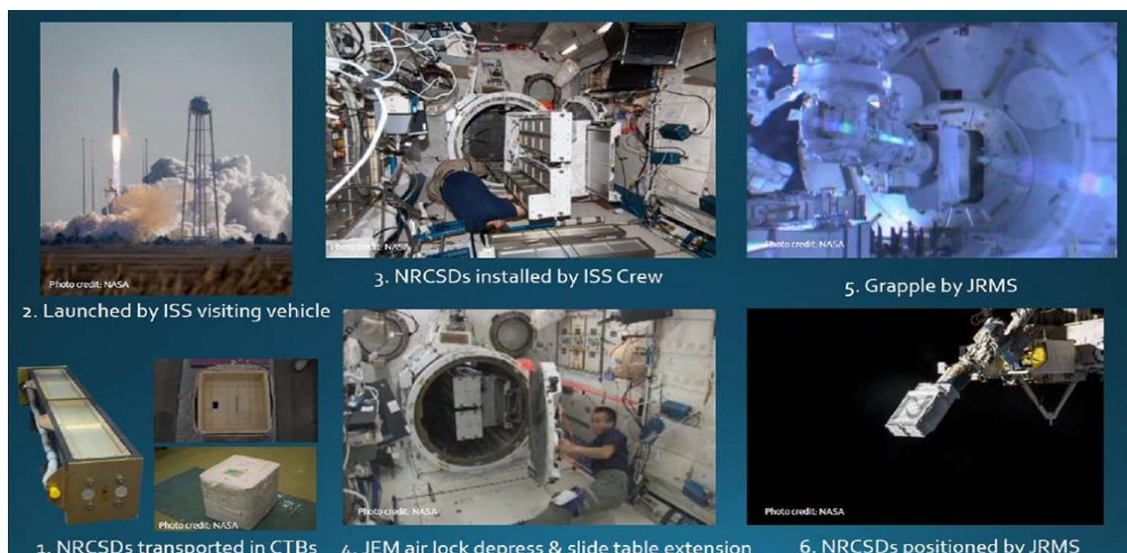 Photo credit: NASA
2. Launched by ISS visiting vehicle
Photo credit: NASA
3. NRCSDs installed by ISS Crew
Photo credit: NASA
5. Grapple by JRMS
Photo credit: NASA
1. NRCSDs transported in CTBs
Photo credit: NASA
4. JEM air lock depress & slide table extension
Photo credit: NASA
6. NRCSDs positioned by JRMS